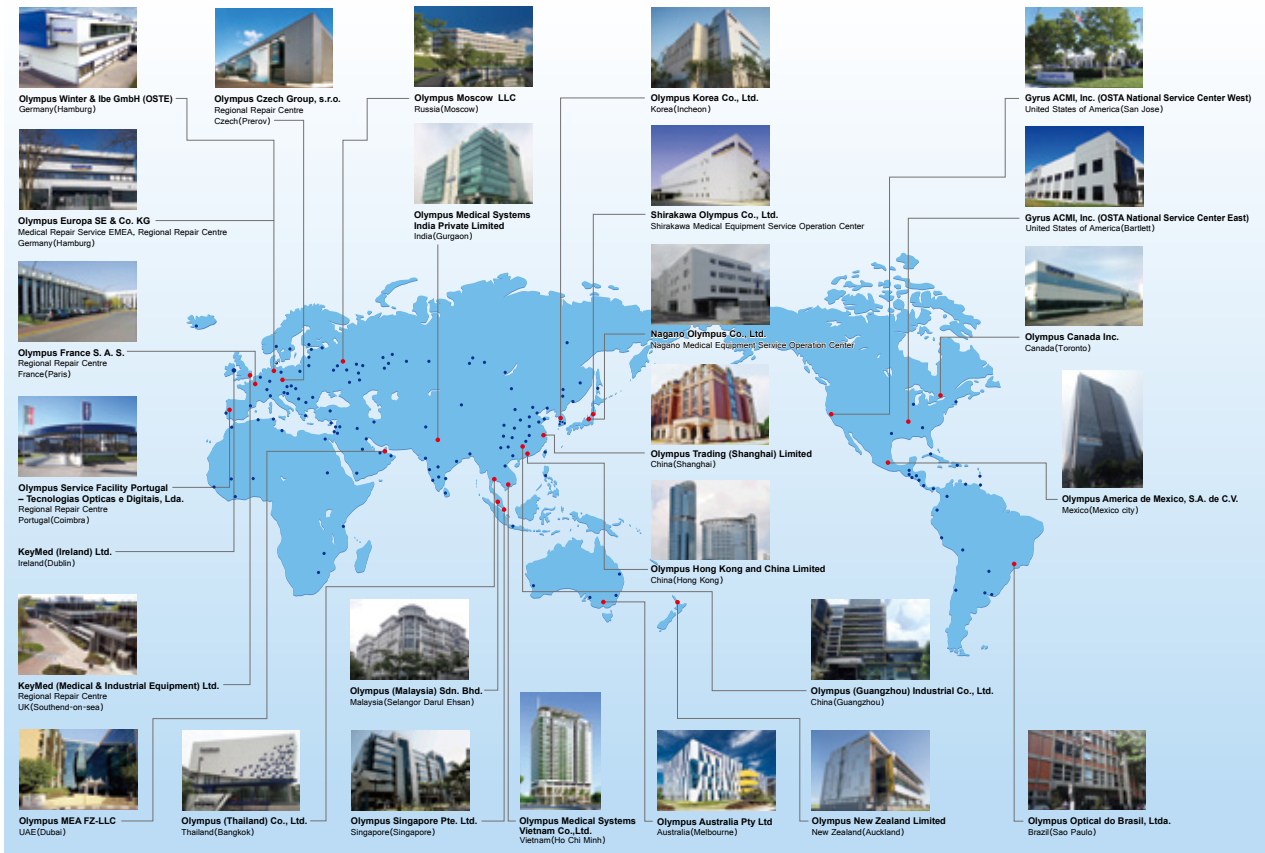 Olympus Winter & Ibe GmbH (OSTE)
Germany(Hamburg)
Olympus Czech Group, s.r.o.
Regional Repair Centre
Czech(Prerov)
Olympus Moscow LLC
Russia(Moscow)
Olympus Korea Co., Ltd.
Korea(Incheon)
Gyrus ACMI, Inc. (OSTA National Service Center West)
United States of America(San Jose)
Olympus Europa SE & Co. KG
Medical Repair Service EMEA, Regional Repair Centre
Germany(Hamburg)
Olympus Medical Systems
India Private Limited
India(Gurgaon)
Shirakawa Olympus Co., Ltd.
Shirakawa Medical Equipment Service Operation Center
Gyrus ACMI, Inc. (OSTA National Service Center East)
United States of America(Bartlett)
Olympus France S. A. S.
Regional Repair Centre
France(Paris)
Nagano Olympus Co., Ltd.
Nagano Medical Equipment Service Operation Center
Olympus Canada Inc.
Canada(Toronto)
Olympus Trading (Shanghai) Limited
China(Shanghai)
Olympus Service Facility Portugal
– Tecnologias Opticas e Digitais, Lda.
Regional Repair Centre
Portugal(Coimbra)
Olympus America de Mexico, S.A. de C.V.
Mexico(Mexico city)
KeyMed (Ireland) Ltd.
Ireland(Dublin)
Olympus Hong Kong and China Limited
China(Hong Kong)
KeyMed (Medical & Industrial Equipment) Ltd.
Regional Repair Centre
UK(Southend-on-sea)
Olympus (Malaysia) Sdn. Bhd.
Malaysia(Selangor Darul Ehsan)
Olympus (Guangzhou) Industrial Co., Ltd.
China(Guangzhou)
Olympus MEA FZ-LLC
UAE(Dubai)
Olympus (Thailand) Co., Ltd.
Thailand(Bangkok)
Olympus Singapore Pte. Ltd.
Singapore(Singapore)
Olympus Medical Systems
Vietnam Co.,Ltd.
Vietnam(Ho Chi Minh)
Olympus Australia Pty Ltd
Australia(Melbourne)
Olympus New Zealand Limited
New Zealand(Auckland)
Olympus Optical do Brasil, Ltda.
Brazil(Sao Paulo)